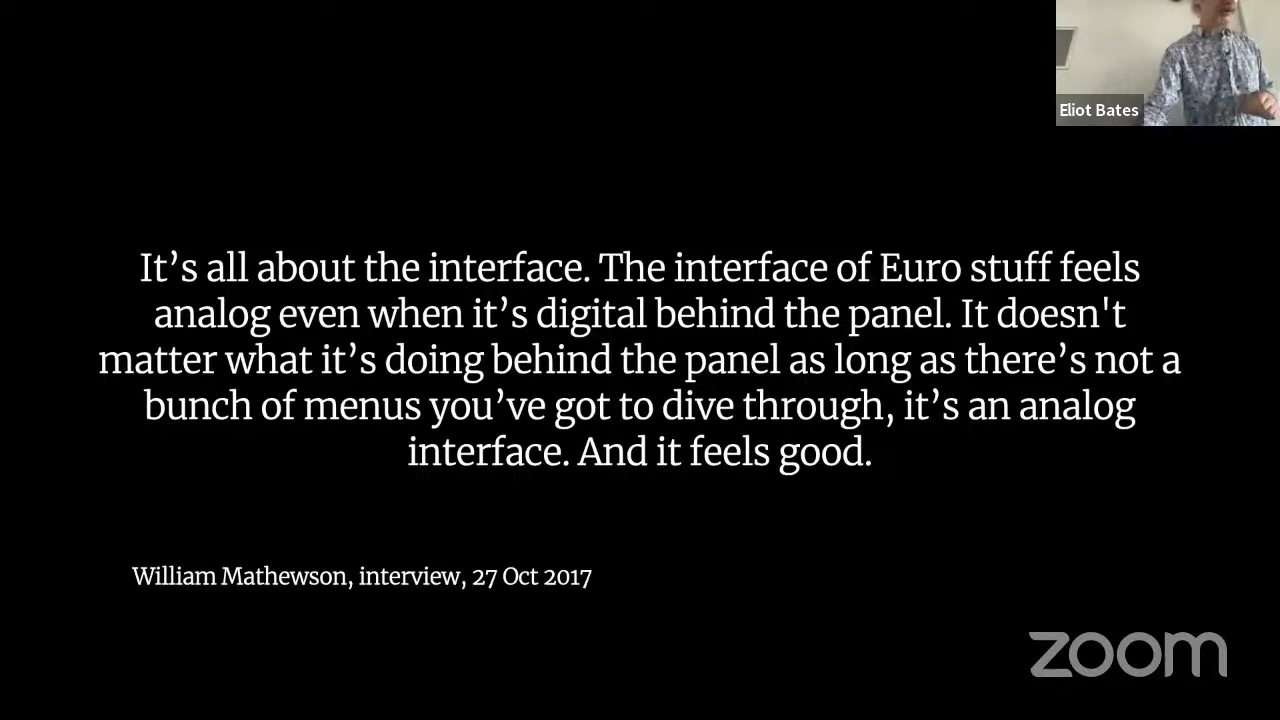 Eliot Bates
It’s all about the interface. The interface of Euro stuff feels
analog even when it’s digital behind the panel. It doesn't
matter what it’s doing behind the panel as long as there’s not a
bunch of menus you’ve got to dive through, it’s an analog
interface. And it feels good.
William Mathewson, interview, 27 Oct 2017
zoom